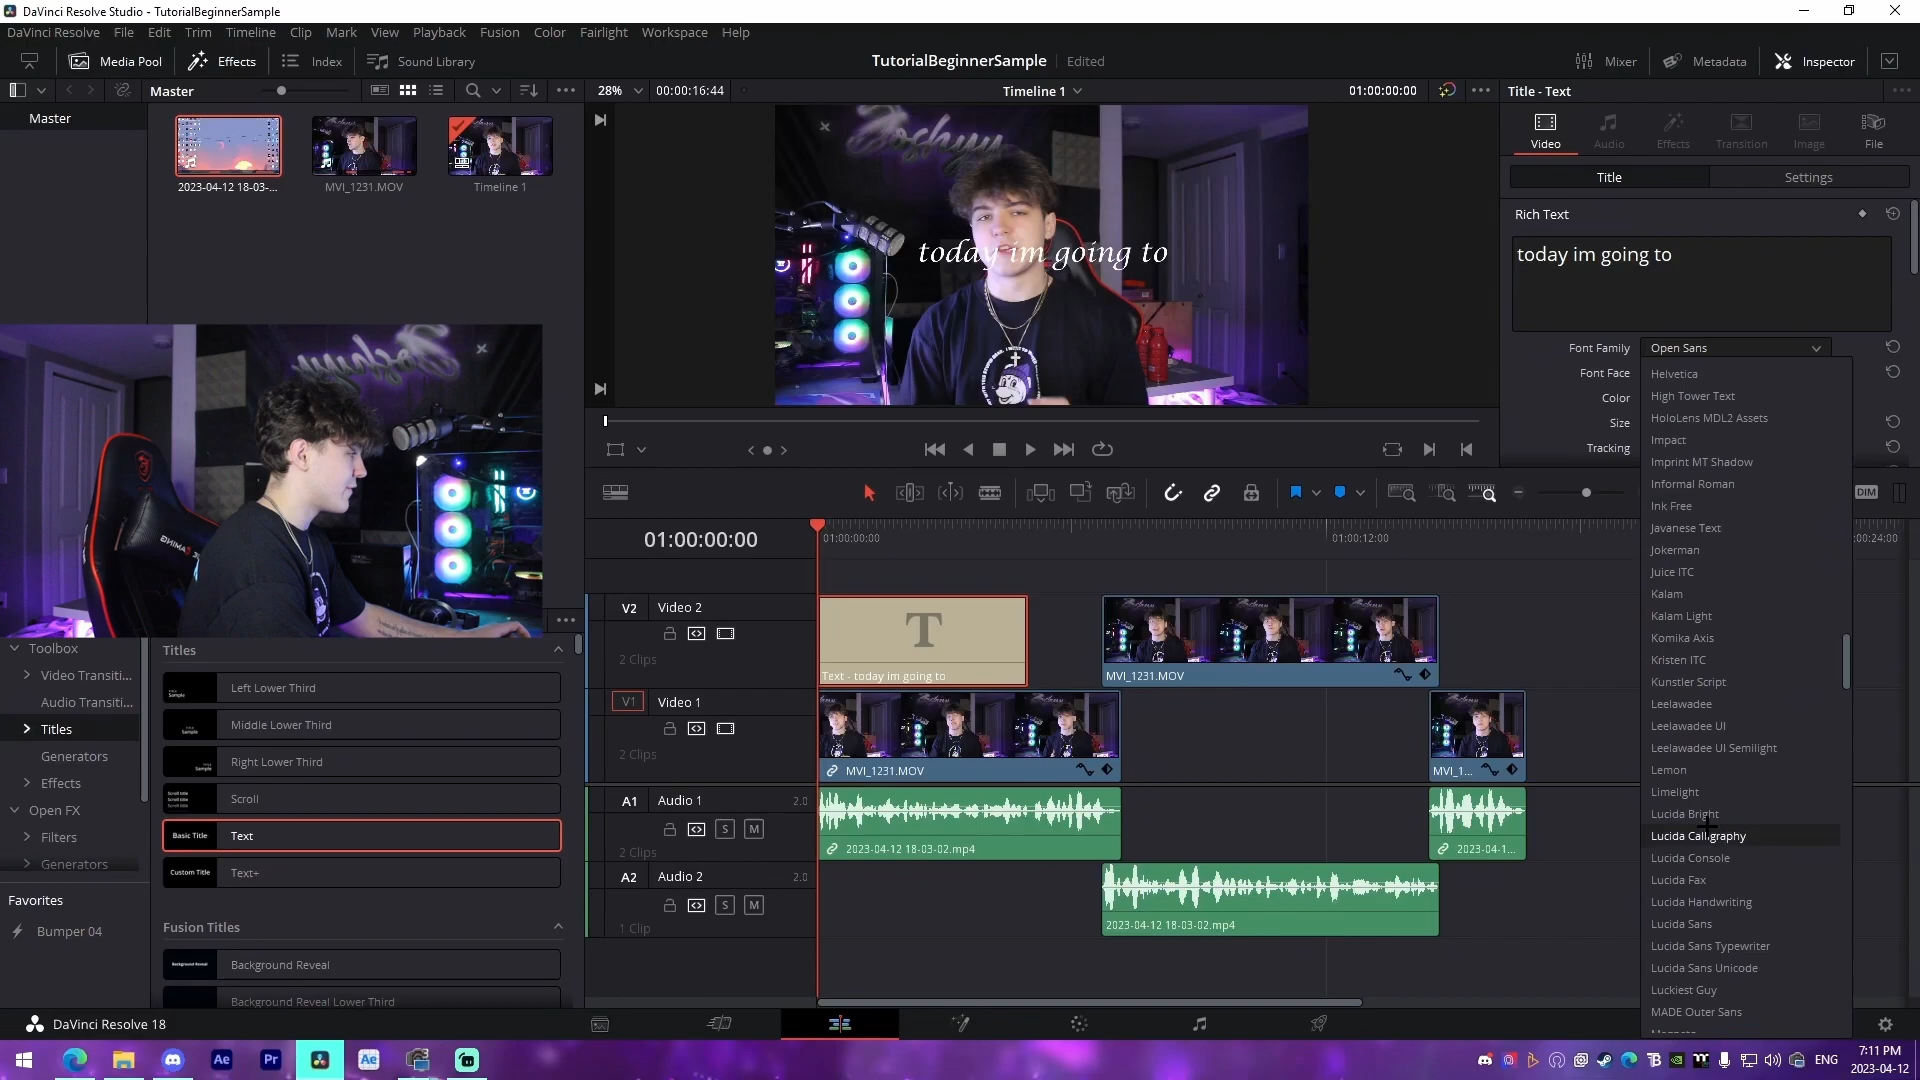 DaVinci Resolve Studio - TutorialBeginnerSample
DaVinci Resolve File Edit Trim Timeline Clip Mark View Playback Fusion Color Fairlight Workspace Help
Media Pool Effects Index Sound Library TutorialBeginnerSample Edited Mixer Metadata Inspector
Master 28% 00:00:16:44 Timeline 1 01:00:00:00 Title - Text
Master
2023-04-12 18-03-... MVI_1231.MOV Timeline 1
Video Audio Effects Transition Image File
Title Settings
Rich Text
today im going to
today im going to
Font Family Open Sans
Font Face
Color
Size
Tracking
Helvetica
High Tower Text
HoloLens MDL2 Assets
Impact
Imprint MT Shadow
Informal Roman
Ink Free
Javanese Text
Jokerman
Juice ITC
Kalam
Kalam Light
Komika Axis
Kristen ITC
Kunstler Script
Leelawadee
Leelawadee UI
Leelawadee UI Semilight
Lemon
Limelight
Lucida Bright
Lucida Calligraphy
Lucida Console
Lucida Fax
Lucida Handwriting
Lucida Sans
Lucida Sans Typewriter
Lucida Sans Unicode
Luckiest Guy
MADE Outer Sans
DIM
01:00:00:00 01:00:00:00 01:00:12:00 :00:24:00
V2 Video 2
2 Clips
T
Text - today im going to
MVI_1231.MOV
V1 Video 1
2 Clips
MVI_1231.MOV
MVI_1...
A1 Audio 1 2.0
S M
2 Clips
2023-04-12 18-03-02.mp4
2023-04-1...
A2 Audio 2 2.0
S M
1 Clip
2023-04-12 18-03-02.mp4
Toolbox
Video Transiti...
Audio Transiti...
Titles
Generators
Effects
Open FX
Filters
Generators
Favorites
Bumper 04
Titles
Left Lower Third
Middle Lower Third
Right Lower Third
Scroll
Basic Title Text
Custom Title Text+
Fusion Titles
Background Reveal Background Reveal
Background Reveal Lower Third
DaVinci Resolve 18
Ae Pr Ae
ENG
7:11 PM
2023-04-12